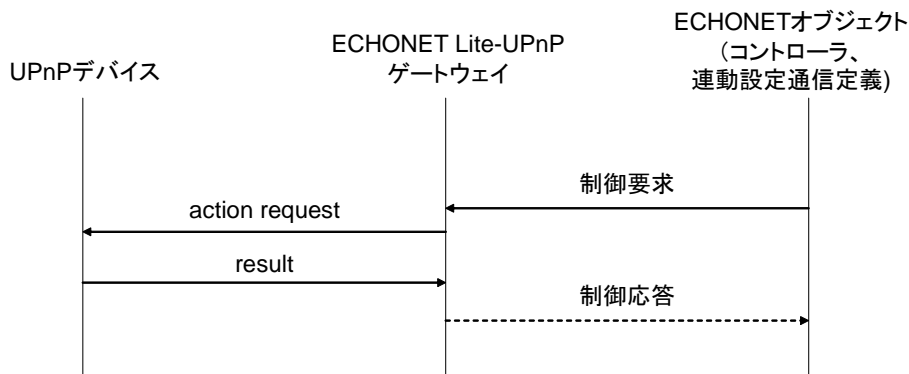 UPnPデバイス
ECHONET Lite-UPnP
ゲートウェイ
ECHONETオブジェクト
(コントローラ、
連動設定通信定義)
制御要求
action request
result
制御応答